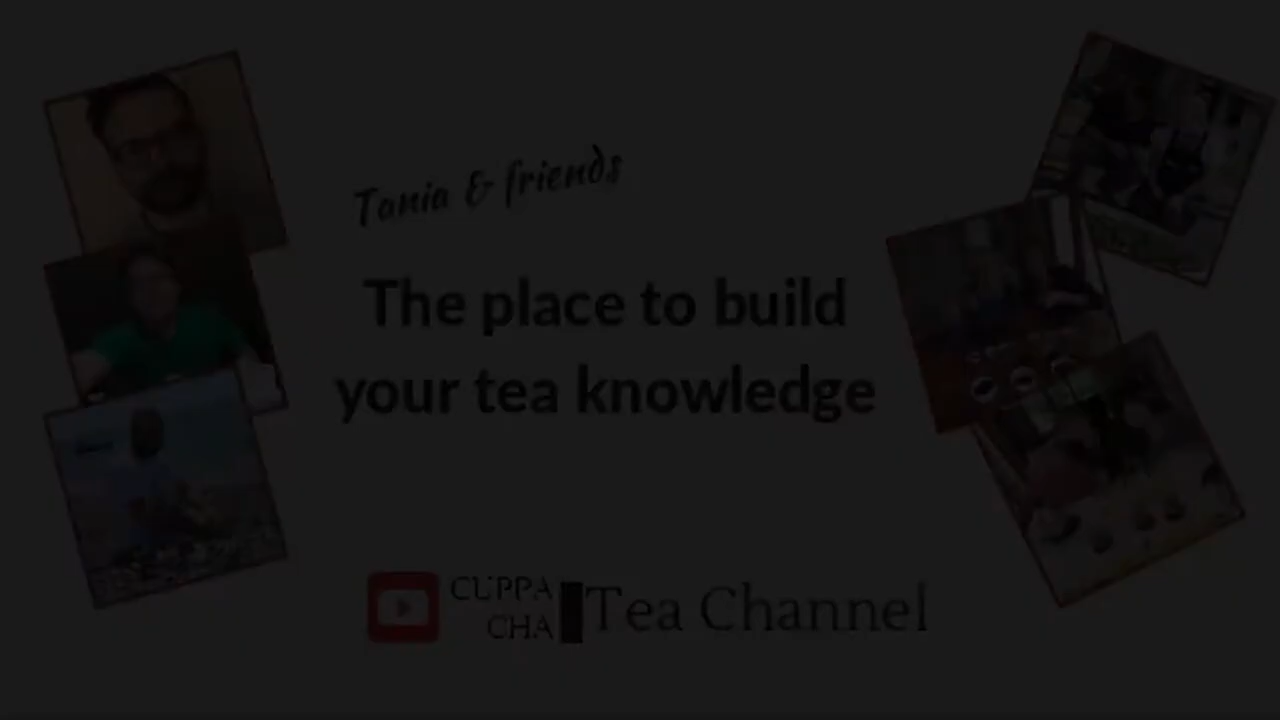 Tania & friends
The place to build
your tea knowledge
CUPPA
CHA
Tea Channel